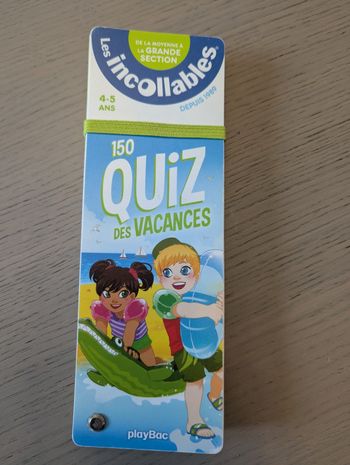 DE LA MOYENNE À
LA GRANDE
SECTION
Les incollables
4-5
ANS
DEPUIS 1989
150
QUiZ
DES VACANCES
playBac